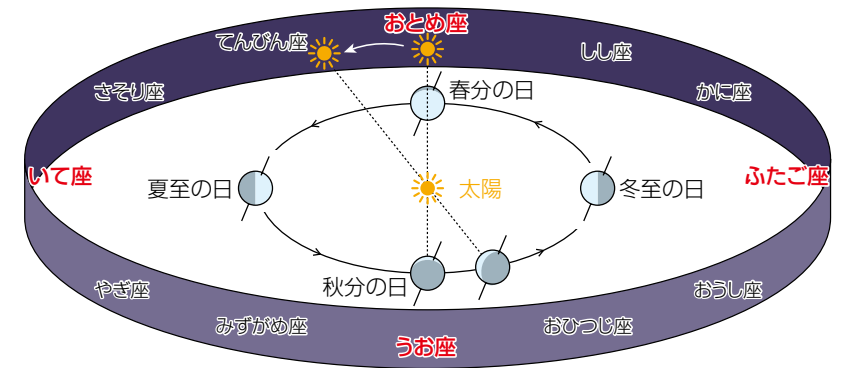 おとめ座
てんびん座
しし座
さそり座
かに座
春分の日
いて座
ふたご座
夏至の日
太陽
冬至の日
秋分の日
やぎ座
おうし座
みずがめ座
おひつじ座
うお座